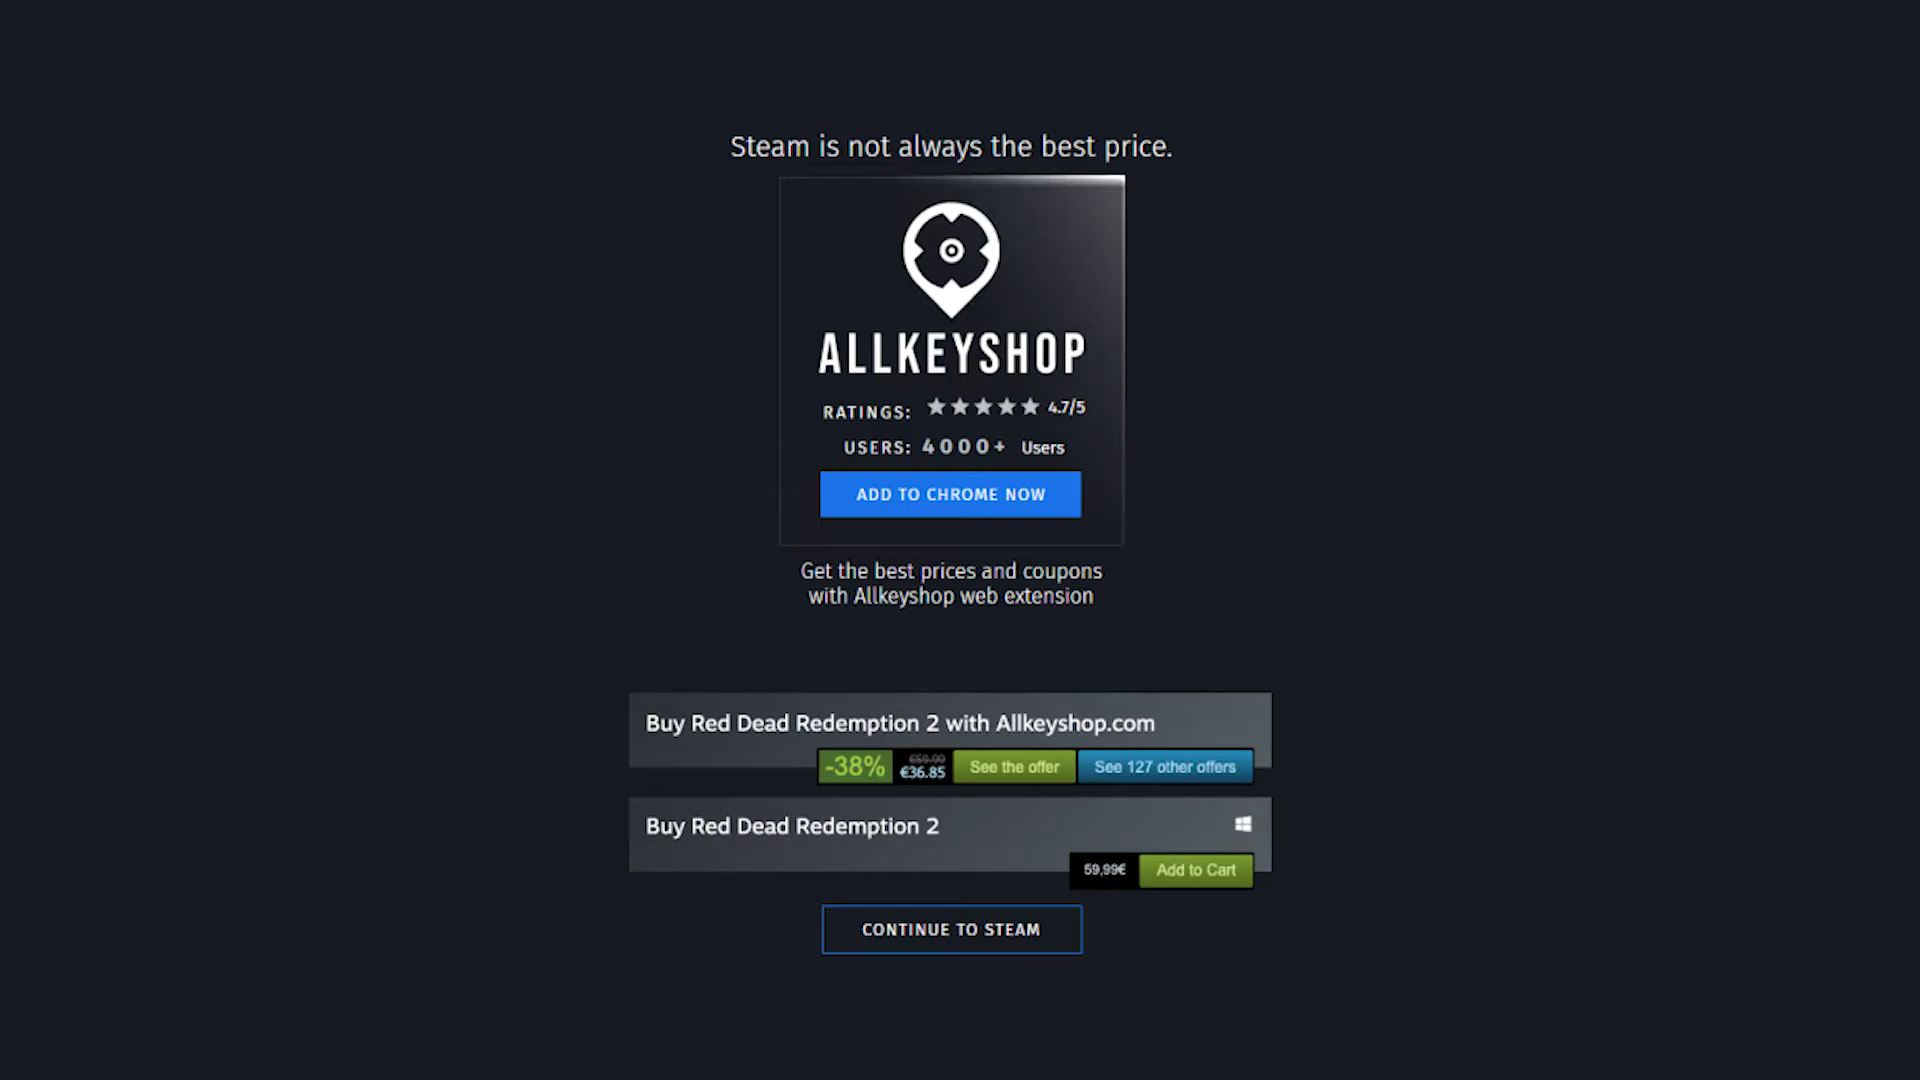 Steam is not always the best price.
ALLKEYSHOP
RATINGS: 4.7/5
USERS: 4000+ Users
ADD TO CHROME NOW
Get the best prices and coupons
with Allkeyshop web extension
Buy Red Dead Redemption 2 with Allkeyshop.com
-38% €59.99 €36.85 See the offer See 127 other offers
Buy Red Dead Redemption 2
59,99€ Add to Cart
CONTINUE TO STEAM